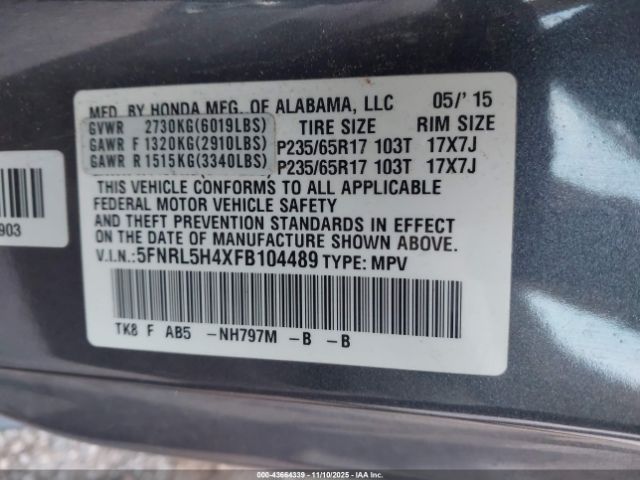 MFD. BY HONDA MFG. OF ALABAMA, LLC 05/' 15
GVWR 2730KG(6019LBS) TIRE SIZE RIM SIZE
GAWR F 1320KG(2910LBS) P235/65R17 103T 17X7J
GAWR R 1515KG(3340LBS) P235/65R17 103T 17X7J
THIS VEHICLE CONFORMS TO ALL APPLICABLE
FEDERAL MOTOR VEHICLE SAFETY
AND THEFT PREVENTION STANDARDS IN EFFECT
ON THE DATE OF MANUFACTURE SHOWN ABOVE.
V.I.N.:5FNRL5H4XFB104489 TYPE: MPV
TK8 F AB5 -NH797M -B -B
903
000-43664339 - 11/10/2025 - IAA Inc.